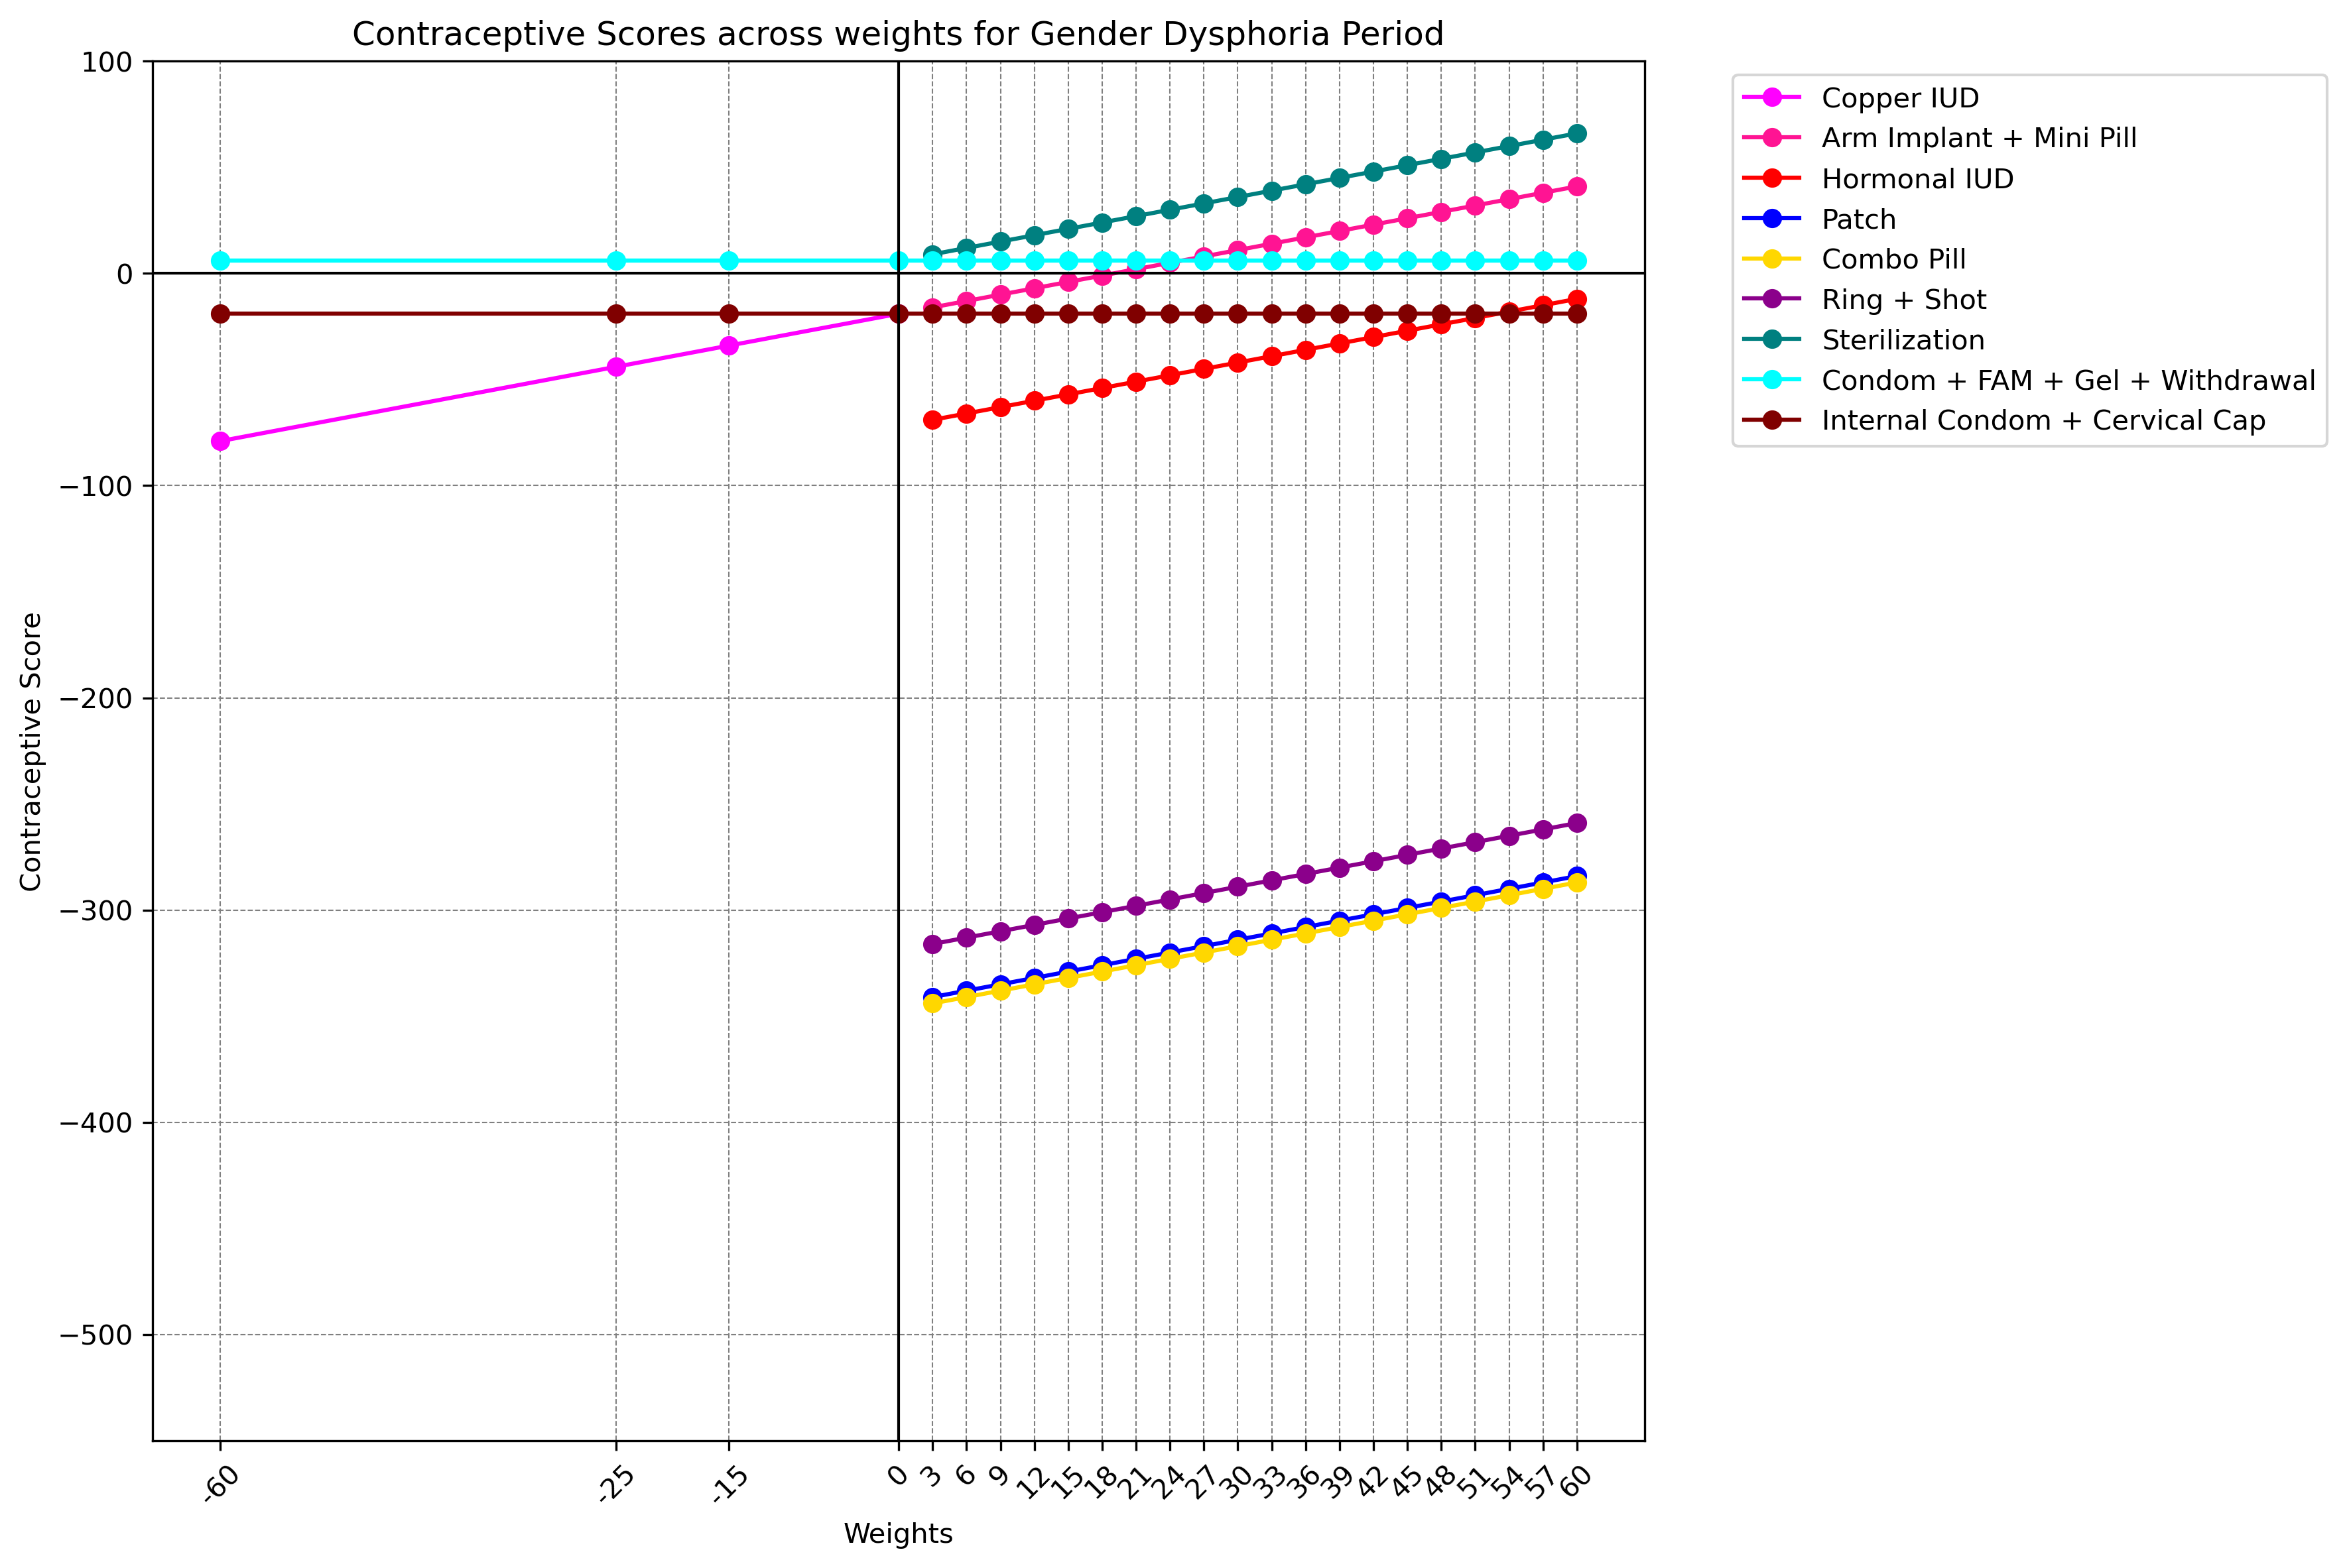 Contraceptive Scores across weights for Gender Dysphoria Period
100
0
−100
−200
−300
−400
−500
Contraceptive Score
-60
-25
-15
0
3
6
9
12
15
18
21
24
27
30
33
36
39
42
45
48
51
54
57
60
Weights
Copper IUD
Arm Implant + Mini Pill
Hormonal IUD
Patch
Combo Pill
Ring + Shot
Sterilization
Condom + FAM + Gel + Withdrawal
Internal Condom + Cervical Cap